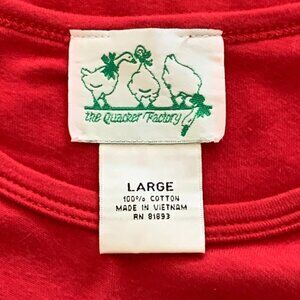 the Quacker Factory
LARGE
100% COTTON
MADE IN VIETNAM
RN 81893